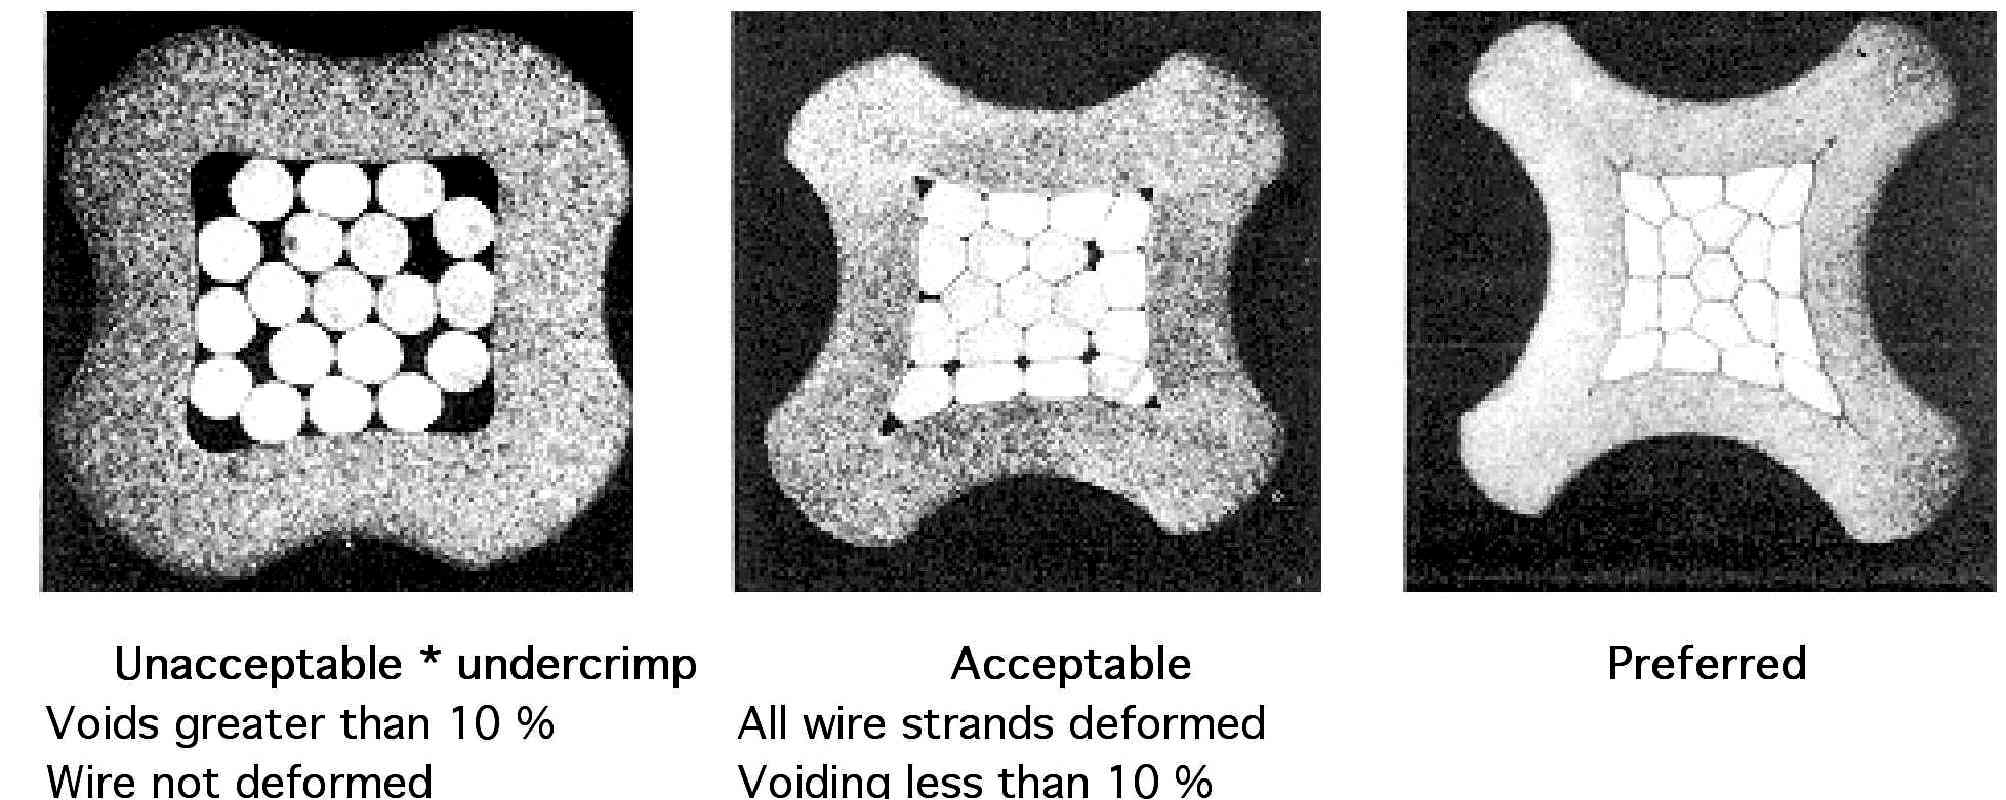 Unacceptable * undercrimp
Voids greater than 10 %
Wire not deformed
Acceptable
All wire strands deformed
Voiding less than 10 %
Preferred